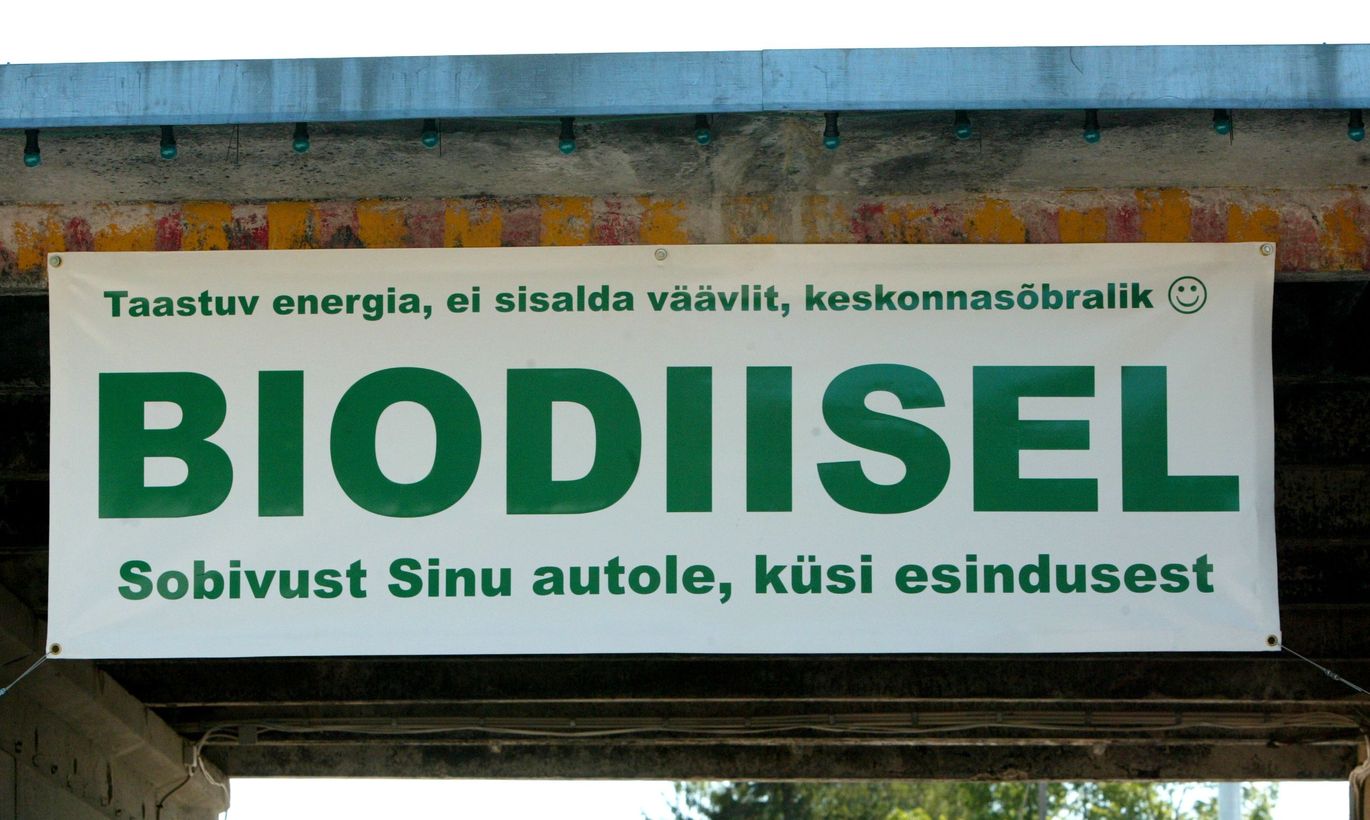 Taastuv energia, ei sisalda väävlit, keskonnasõbralik ☺
BIODIISEL
Sobivust Sinu autole, küsi esindusest